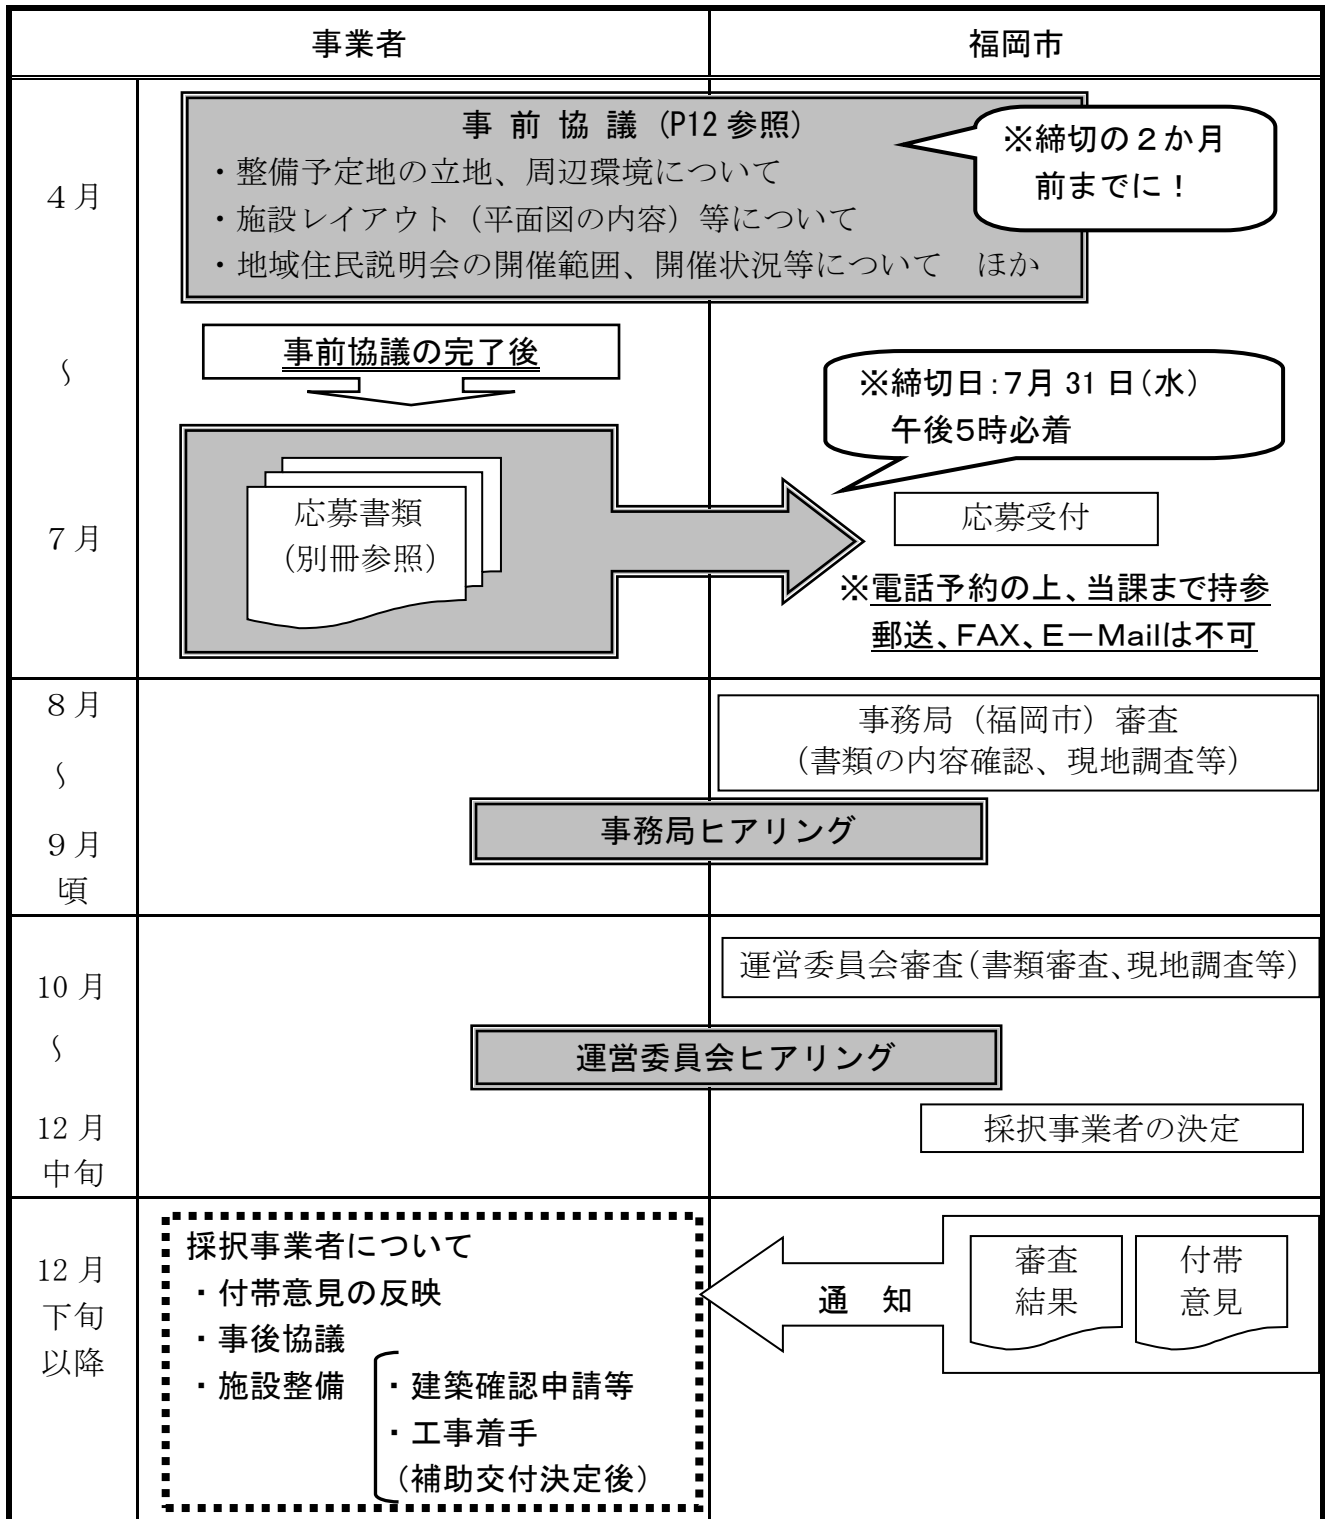 事業者
福岡市
4月
～
7月
事 前 協 議 （P12 参照）
・整備予定地の立地、周辺環境について
・施設レイアウト（平面図の内容）等について
・地域住民説明会の開催範囲、開催状況等について　ほか
※締切の２か月
前までに！
事前協議の完了後
※締切日：７月 31 日（水）
午後５時必着
応募書類
（別冊参照）
応募受付
※電話予約の上、当課まで持参
郵送、FAX、E－Mailは不可
8月
～
9月
頃
事務局（福岡市）審査
（書類の内容確認、現地調査等）
事務局ヒアリング
10 月
～
12 月
中旬
運営委員会審査（書類審査、現地調査等）
運営委員会ヒアリング
採択事業者の決定
12 月
下旬
以降
採択事業者について
・付帯意見の反映
・事後協議
・施設整備
・建築確認申請等
・工事着手
（補助交付決定後）
通　知
審査
結果
付帯
意見